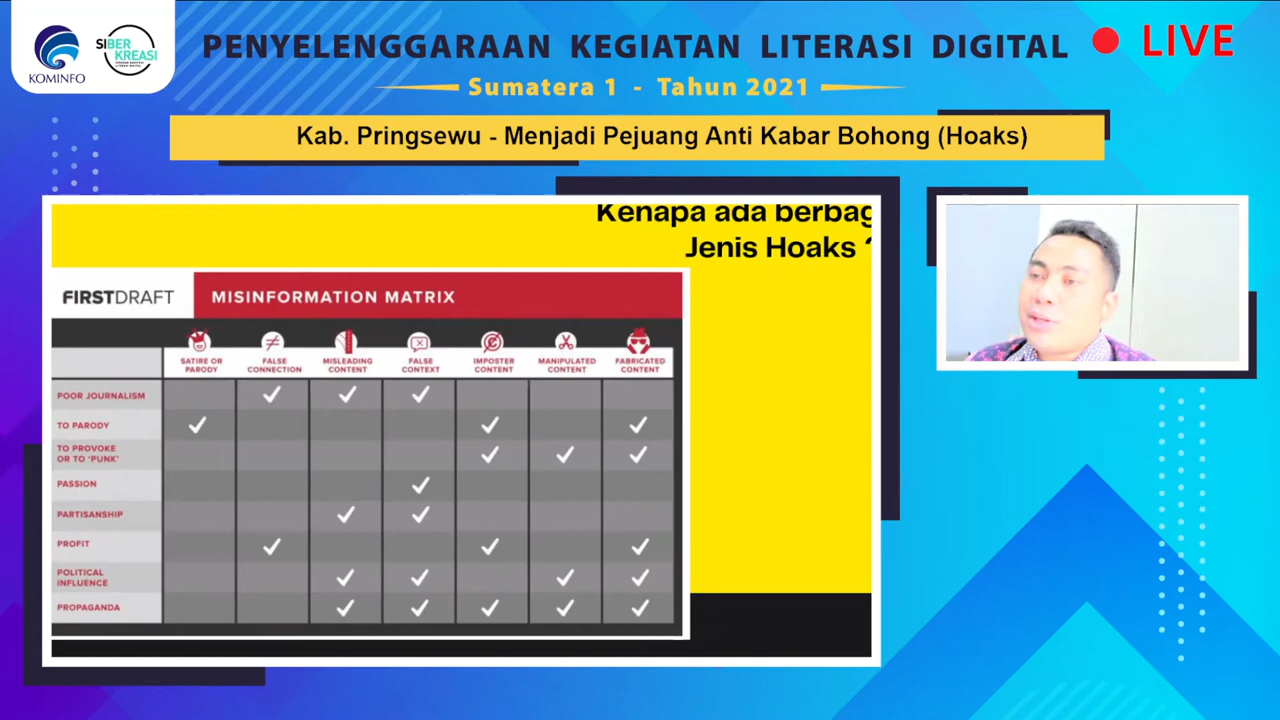 KOMINFO
SIBER
KREASI
PENYELENGGARAAN KEGIATAN LITERASI DIGITAL
LIVE
Sumatera 1 - Tahun 2021
Kab. Pringsewu - Menjadi Pejuang Anti Kabar Bohong (Hoaks)
Kenapa ada berbag
Jenis Hoaks ?
FIRSTDRAFT
MISINFORMATION MATRIX
SATIRE OR PARODY
FALSE CONNECTION
MISLEADING CONTENT
FALSE CONTEXT
IMPOSTER CONTENT
MANIPULATED CONTENT
FABRICATED CONTENT
POOR JOURNALISM
TO PARODY
TO PROVOKE
OR TO 'PUNK'
PASSION
PARTISANSHIP
PROFIT
POLITICAL
INFLUENCE
PROPAGANDA